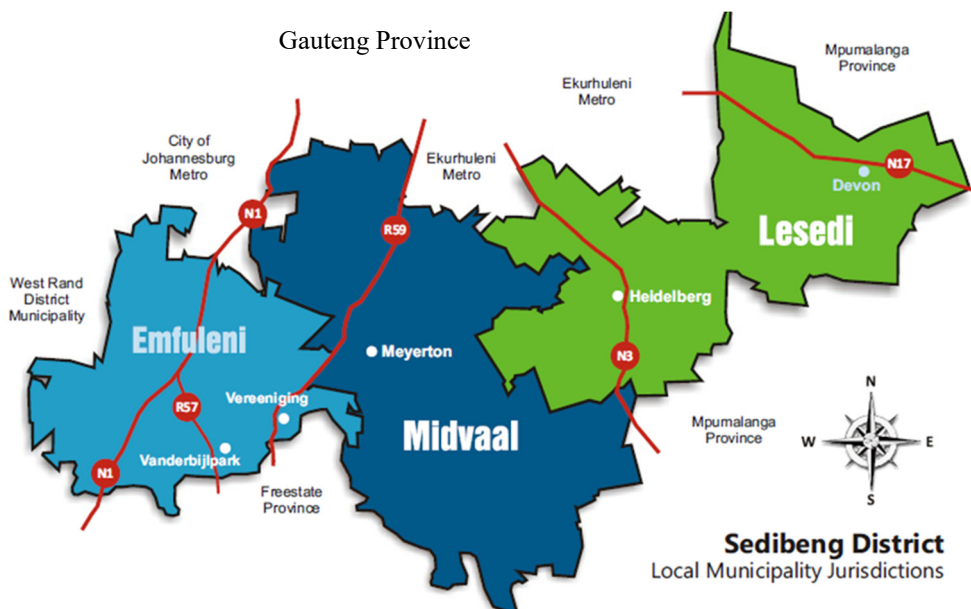 Gauteng Province
Mpumalanga
Province
Ekurhuleni
Metro
City of
Johannesburg
Metro
Ekurhuleni
Metro
N17
Devon
N1
R59
Lesedi
West Rand
District
Municipality
Heidelberg
Emfuleni
Meyerton
N3
N
R57
Vereeniging
Midvaal
Mpumalanga
Province
W
E
Vanderbijlpark
N1
Freestate
Province
S
Sedibeng District
Local Municipality Jurisdictions